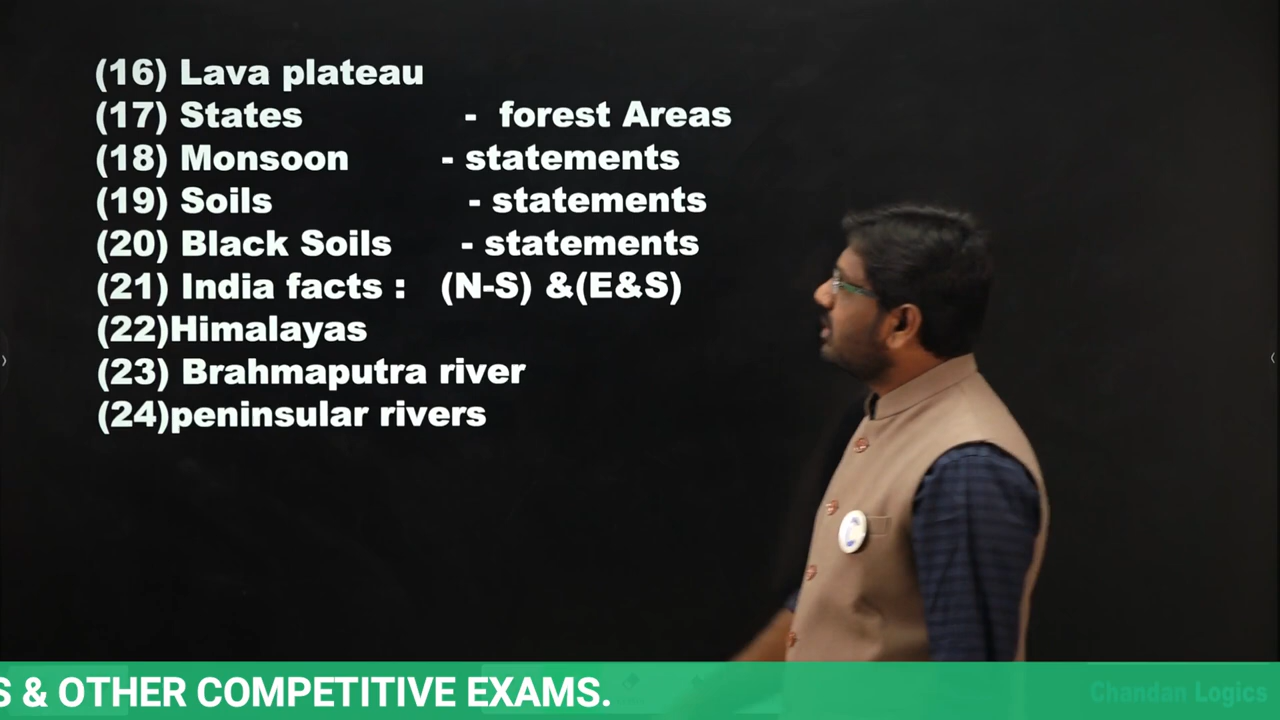 (16) Lava plateau
(17) States - forest Areas
(18) Monsoon - statements
(19) Soils - statements
(20) Black Soils - statements
(21) India facts : (N-S) &(E&S)
(22)Himalayas
(23) Brahmaputra river
(24)peninsular rivers
S & OTHER COMPETITIVE EXAMS.
Chandan Logics